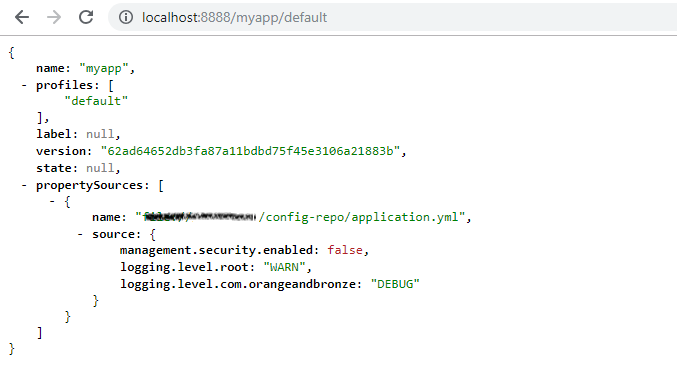 localhost:8888/myapp/default
{
name: "myapp",
- profiles: [
"default"
],
label: null,
version: "62ad64652db3fa87a11bdbd75f45e3106a21883b",
state: null,
- propertySources: [
- {
name: "/config-repo/application.yml",
- source: {
management.security.enabled: false,
logging.level.root: "WARN",
logging.level.com.orangeandbronze: "DEBUG"
}
}
]
}